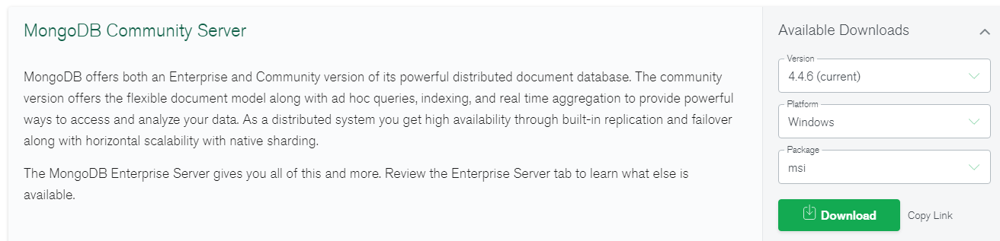 MongoDB Community Server
MongoDB offers both an Enterprise and Community version of its powerful distributed document database. The community
version offers the flexible document model along with ad hoc queries, indexing, and real time aggregation to provide powerful
ways to access and analyze your data. As a distributed system you get high availability through built-in replication and failover
along with horizontal scalability with native sharding.
The MongoDB Enterprise Server gives you all of this and more. Review the Enterprise Server tab to learn what else is
available.
Available Downloads
Version
4.4.6 (current)
Platform
Windows
Package
msi
Download
Copy Link